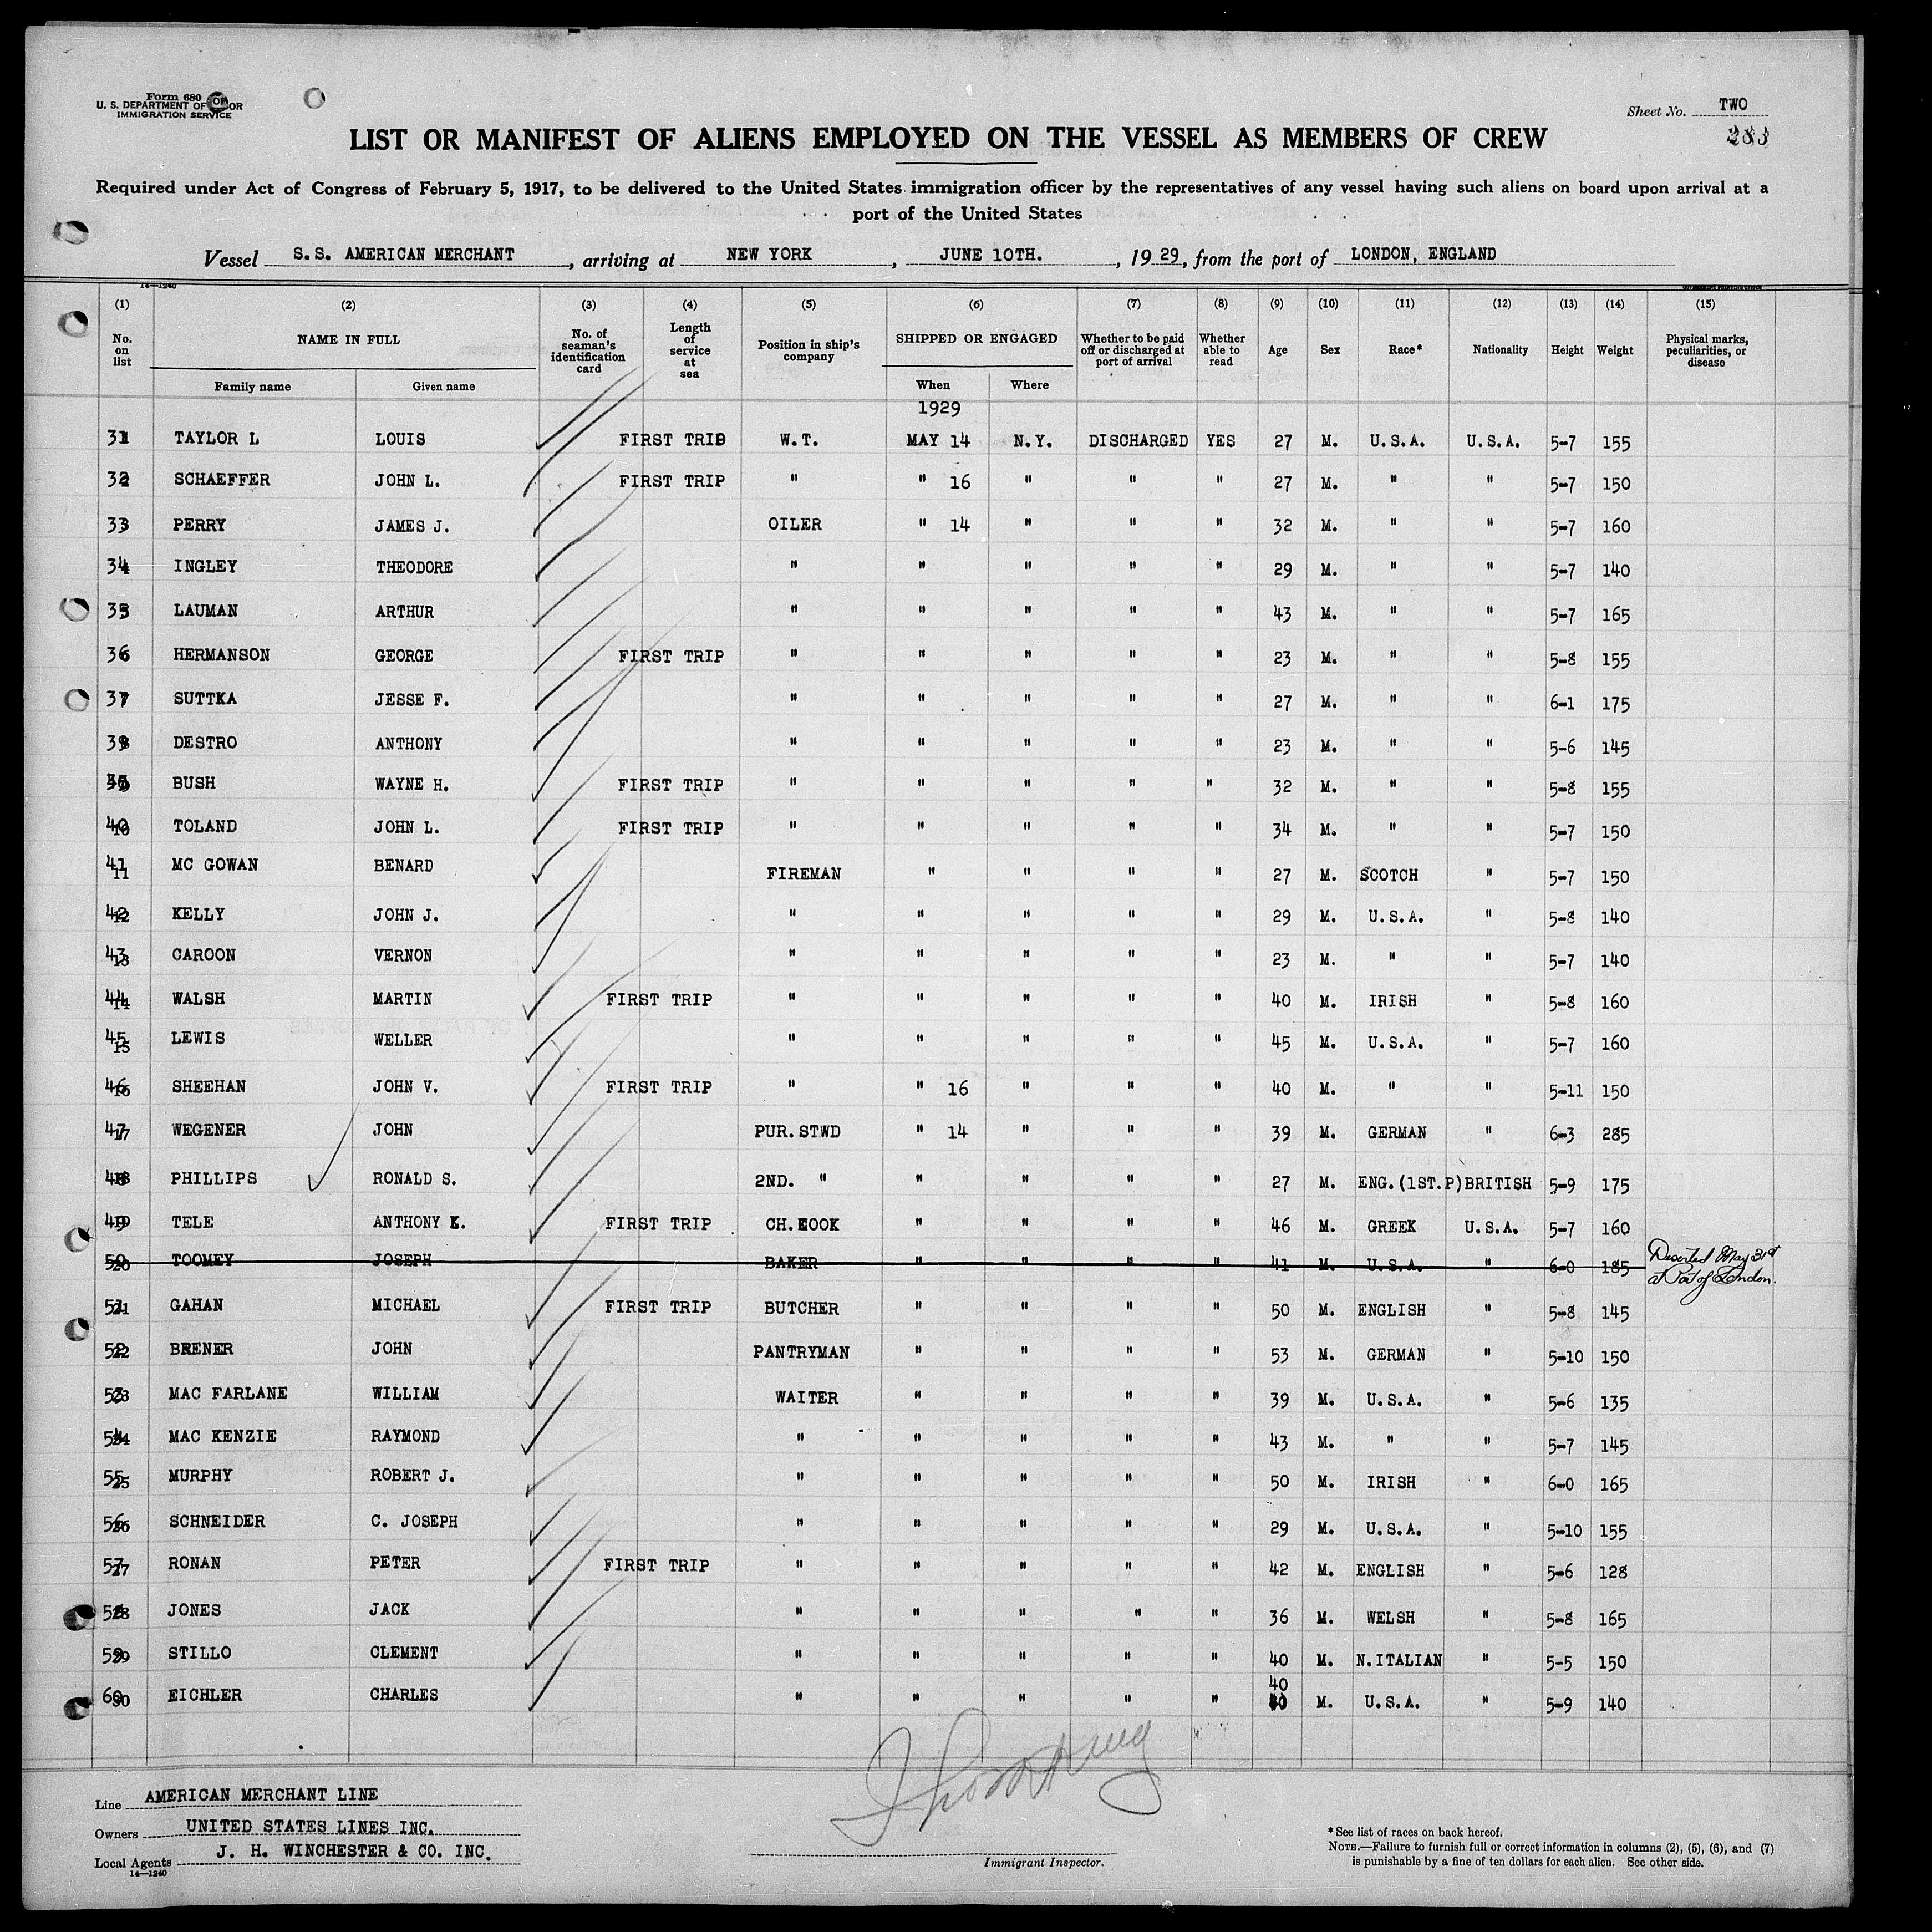 Form 680
U. S. DEPARTMENT OF LABOR
IMMIGRATION SERVICE
Sheet No. TWO
283
LIST OR MANIFEST OF ALIENS EMPLOYED ON THE VESSEL AS MEMBERS OF CREW
Required under Act of Congress of February 5, 1917, to be delivered to the United States immigration officer by the representatives of any vessel having such aliens on board upon arrival at a
port of the United States
Vessel S.S. AMERICAN MERCHANT, arriving at NEW YORK, JUNE 10TH., 1929, from the port of LONDON, ENGLAND
14—1240
(1) (2) (3) (4) (5) (6) (7) (8) (9) (10) (11) (12) (13) (14) (15)
No. on list NAME IN FULL Family name Given name No. of seaman's identification card Length of service at sea Position in ship's company SHIPPED OR ENGAGED When Where Whether to be paid off or discharged at port of arrival Whether able to read Age Sex Race* Nationality Height Weight Physical marks, peculiarities, or disease
1929
31 TAYLOR L LOUIS FIRST TRIP W.T. MAY 14 N.Y. DISCHARGED YES 27 M. U.S.A. U.S.A. 5-7 155
32 SCHAEFFER JOHN L. FIRST TRIP " " 16 " " " 27 M. " " 5-7 150
33 PERRY JAMES J. OILER " 14 " " " 32 M. " " 5-7 160
34 INGLEY THEODORE " " " " " 29 M. " " 5-7 140
35 LAUMAN ARTHUR " " " " " 43 M. " " 5-7 165
36 HERMANSON GEORGE FIRST TRIP " " " " " 23 M. " " 5-8 155
37 SUTTKA JESSE F. " " " " " 27 M. " " 6-1 175
38 DESTRO ANTHONY " " " " " 23 M. " " 5-6 145
39 BUSH WAYNE H. FIRST TRIP " " " " " 32 M. " " 5-8 155
40 TOLAND JOHN L. FIRST TRIP " " " " " 34 M. " " 5-7 150
41 MC GOWAN BENARD FIREMAN " " " " 27 M. SCOTCH " 5-7 150
42 KELLY JOHN J. " " " " " 29 M. U.S.A. " 5-8 140
43 CAROON VERNON " " " " " 23 M. " " 5-7 140
44 WALSH MARTIN FIRST TRIP " " " " " 40 M. IRISH " 5-8 160
45 LEWIS WELLER " " " " " 45 M. U.S.A. " 5-7 160
46 SHEEHAN JOHN V. FIRST TRIP " " 16 " " " 40 M. " " 5-11 150
47 WEGENER JOHN PUR. STWD " 14 " " " 39 M. GERMAN " 6-3 285
48 PHILLIPS RONALD S. 2ND. " " " " " 27 M. ENG.(1ST.P) BRITISH 5-9 175
49 TELE ANTHONY K. FIRST TRIP CH. COOK " " " " 46 M. GREEK U.S.A. 5-7 160
50 TOOMEY JOSEPH BAKER " " " " 41 M. U.S.A. " 6-0 185 Deserted May 31st
at Port of London.
51 GAHAN MICHAEL FIRST TRIP BUTCHER " " " " 50 M. ENGLISH " 5-8 145
52 BRENER JOHN PANTRYMAN " " " " 53 M. GERMAN " 5-10 150
53 MAC FARLANE WILLIAM WAITER " " " " 39 M. U.S.A. " 5-6 135
54 MAC KENZIE RAYMOND " " " " " 43 M. " " 5-7 145
55 MURPHY ROBERT J. " " " " " 50 M. IRISH " 6-0 165
56 SCHNEIDER C. JOSEPH " " " " " 29 M. U.S.A. " 5-10 155
57 RONAN PETER FIRST TRIP " " " " " 42 M. ENGLISH " 5-6 128
58 JONES JACK " " " " " 36 M. WELSH " 5-8 165
59 STILLO CLEMENT " " " " " 40 M. N.ITALIAN " 5-5 150
60 EICHLER CHARLES " " " " " 40 M. U.S.A. " 5-9 140
Line AMERICAN MERCHANT LINE
Owners UNITED STATES LINES INC.
Local Agents J. H. WINCHESTER & CO. INC.
14—1240
Immigrant Inspector.
*See list of races on back hereof.
NOTE.—Failure to furnish full or correct information in columns (2), (5), (6), and (7)
is punishable by a fine of ten dollars for each alien. See other side.